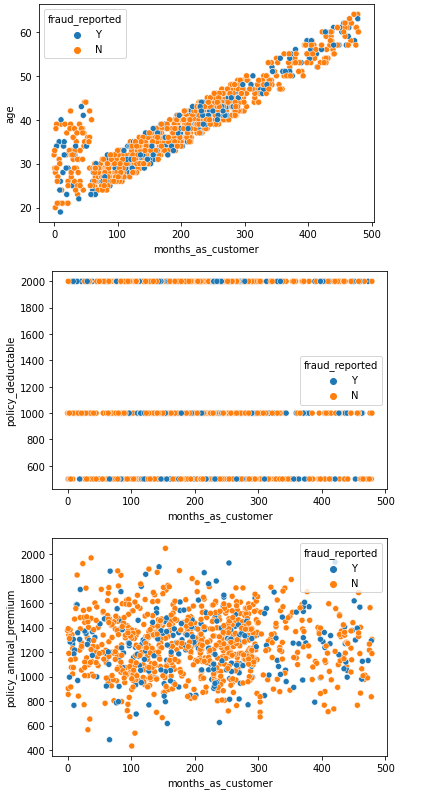 fraud_reported
Y
N
60
50
40
30
20
age
0
100
200
300
400
500
months_as_customer
2000
1800
1600
1400
1200
1000
800
600
policy_deductable
fraud_reported
Y
N
0
100
200
300
400
500
months_as_customer
2000
1800
1600
1400
1200
1000
800
600
400
policy_annual_premium
fraud_reported
Y
N
0
100
200
300
400
500
months_as_customer